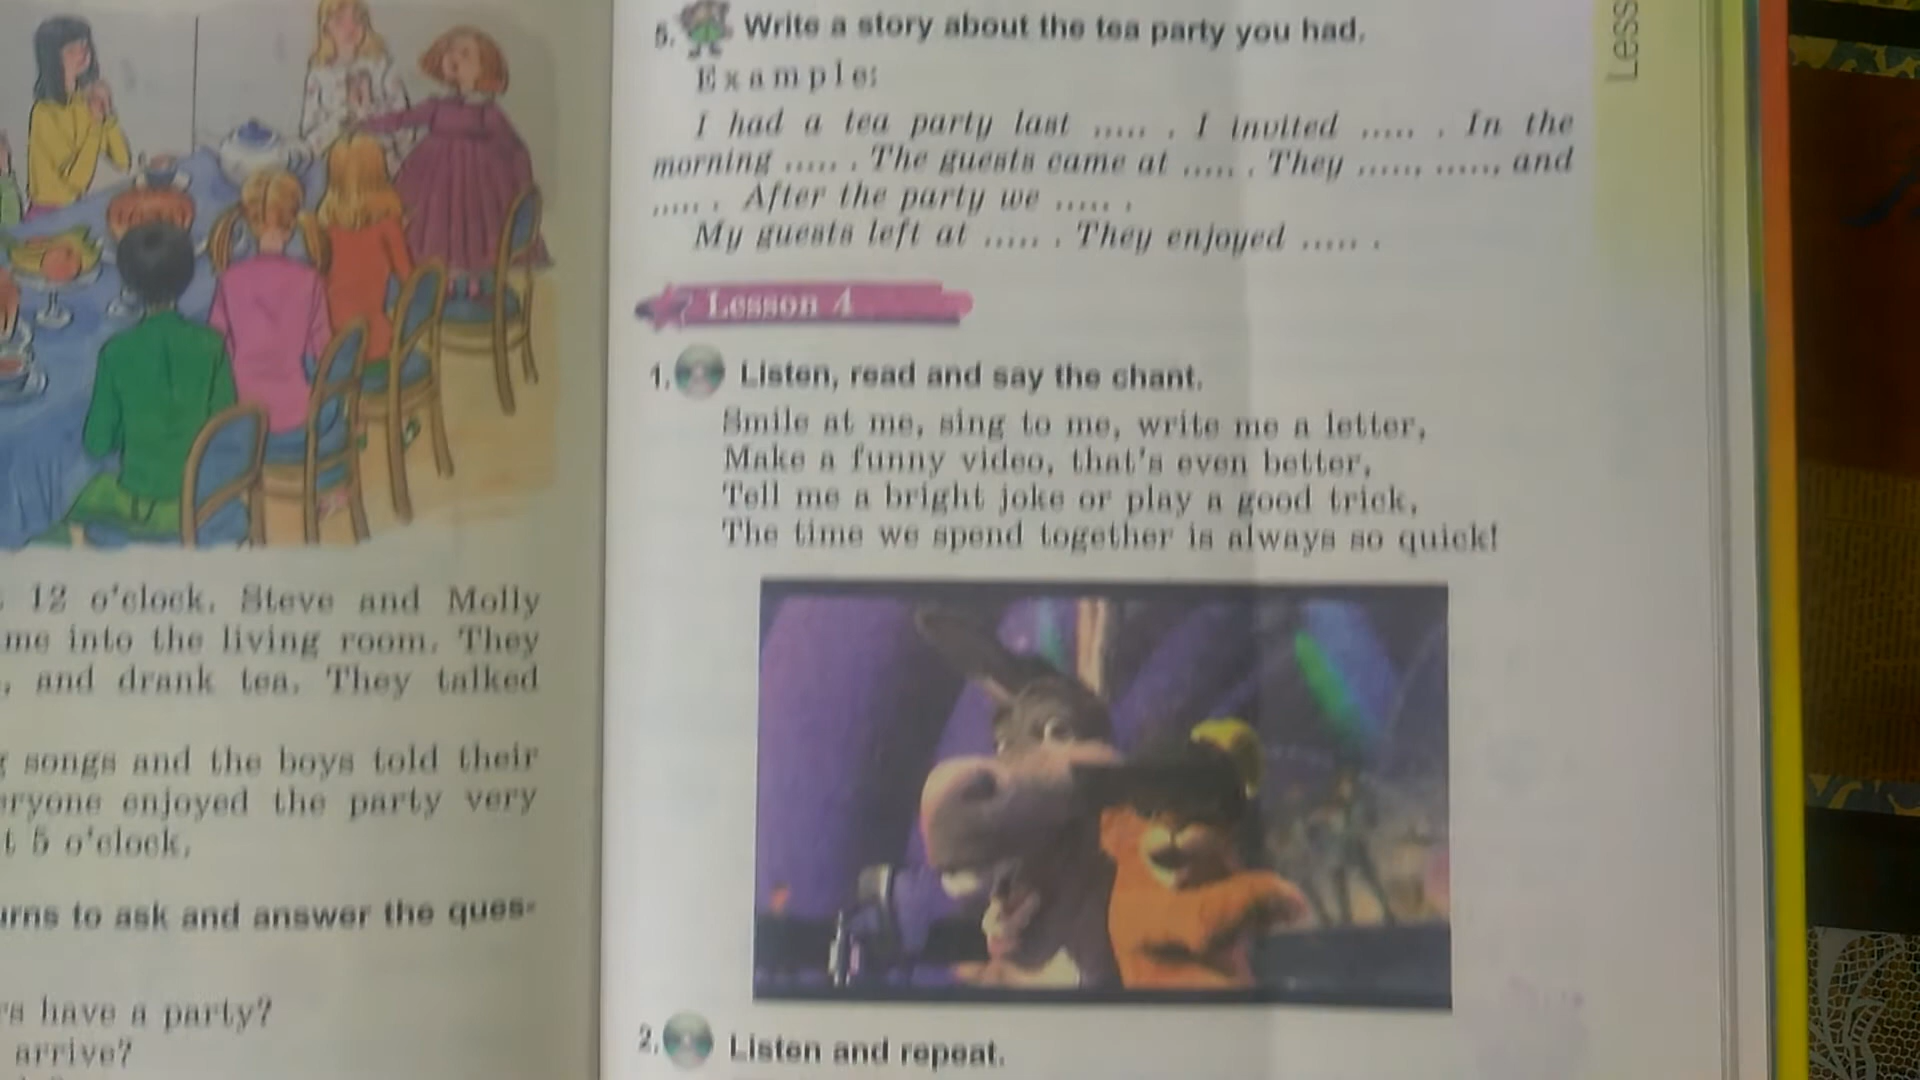 12 o'clock. Steve and Molly
me into the living room. They
, and drank tea. They talked
songs and the boys told their
eryone enjoyed the party very
t 5 o'clock.
urns to ask and answer the ques-
rs have a party?
arrive?
5. Write a story about the tea party you had.
Example:
I had a tea party last ..... . I invited ..... . In the
morning ..... . The guests came at ..... . They ......, ......, and
..... . After the party we ..... .
My guests left at ..... . They enjoyed ..... .
Lesson 4
1. Listen, read and say the chant.
Smile at me, sing to me, write me a letter,
Make a funny video, that's even better,
Tell me a bright joke or play a good trick,
The time we spend together is always so quick!
2. Listen and repeat.
Less